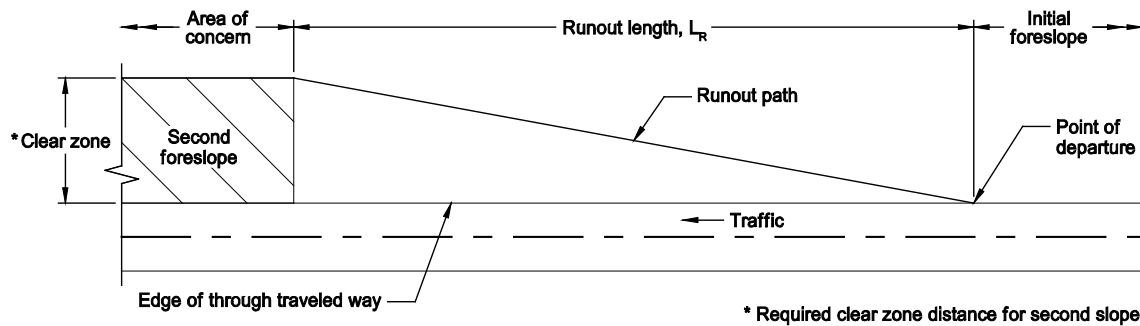 Area of
concern
Runout length, LR
Initial
foreslope
Runout path
* Clear zone
Second
foreslope
Point of
departure
Traffic
Edge of through traveled way
* Required clear zone distance for second slope